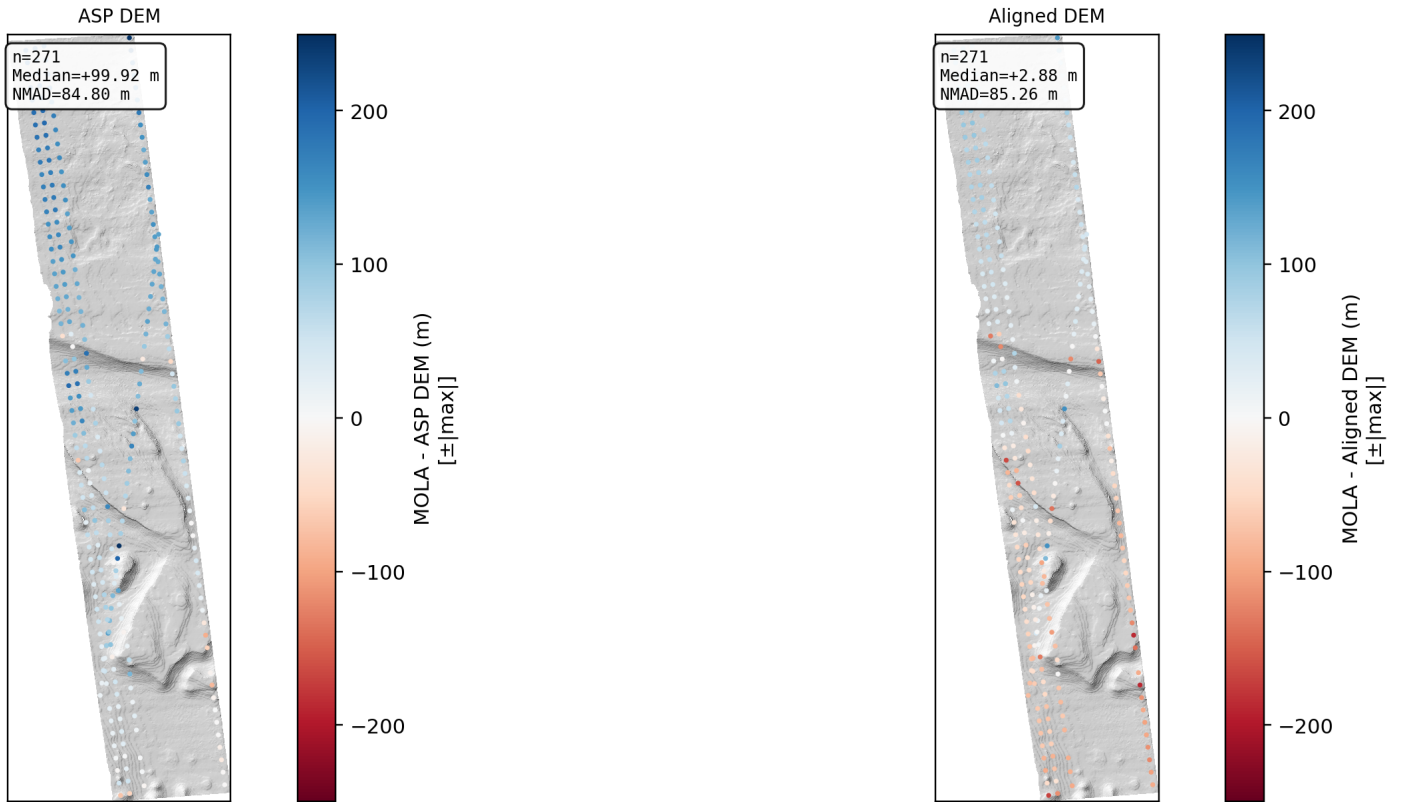 ASP DEM
n=271
Median=+99.92 m
NMAD=84.80 m
200
100
0
−100
−200
MOLA - ASP DEM (m)
[±|max|]
Aligned DEM
n=271
Median=+2.88 m
NMAD=85.26 m
200
100
0
−100
−200
MOLA - Aligned DEM (m)
[±|max|]